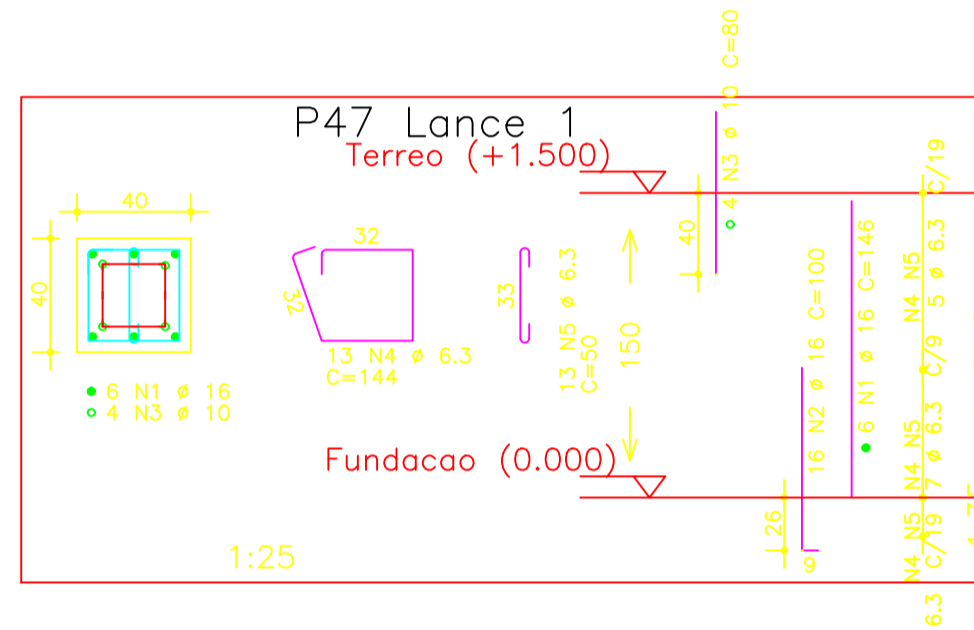 P47 Lance 1
Terreo (+1.500)
40
40
6 N1 ø 16
4 N3 ø 10
32
32
13 N4 ø 6.3
C=144
33
13 N5 ø 6.3
C=50
150
Fundacao (0.000)
1:25
40
4 N3 ø 10 C=80
16 N2 ø 16 C=100
26
9
6 N1 ø 16 C=146
N4 N5
5 ø 6.3 C/19
N4 N5
7 ø 6.3 C/9
N4 N5
6.3 C/19